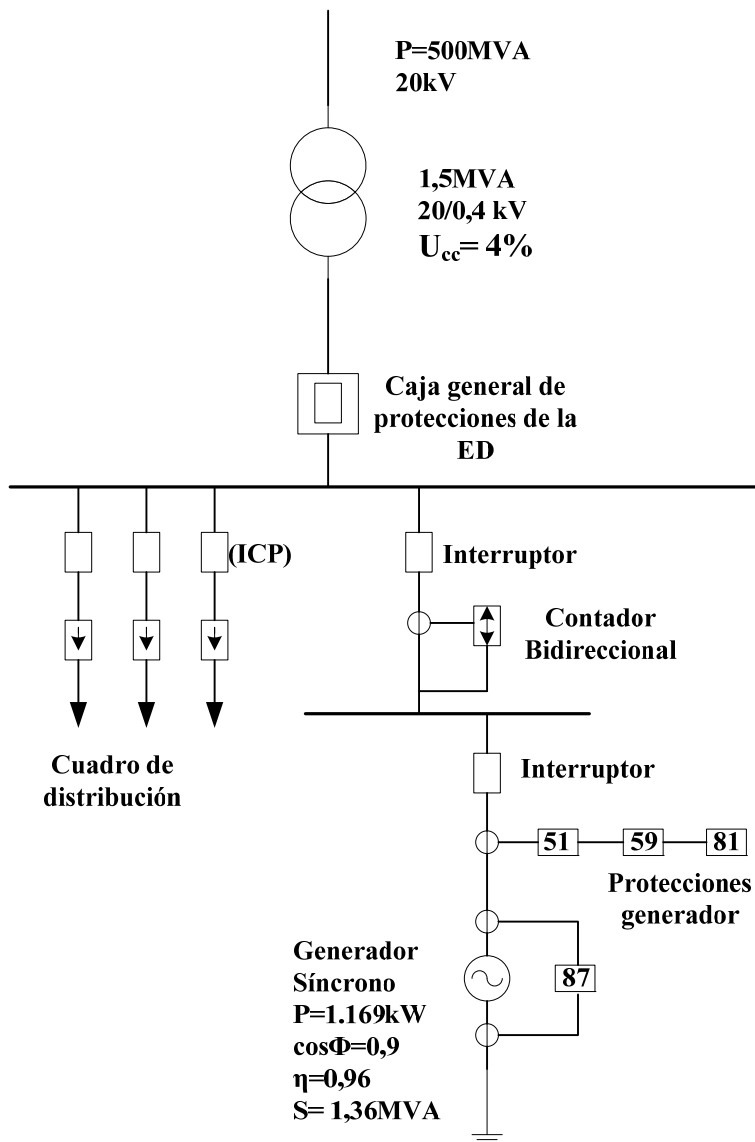 P=500MVA
20kV
1,5MVA
20/0,4 kV
Ucc= 4%
Caja general de
protecciones de la
ED
(ICP)
Interruptor
Contador
Bidireccional
Cuadro de
distribución
Interruptor
51
59
81
Protecciones
generador
Generador
Síncrono
P=1.169kW
cosΦ=0,9
η=0,96
S= 1,36MVA
87